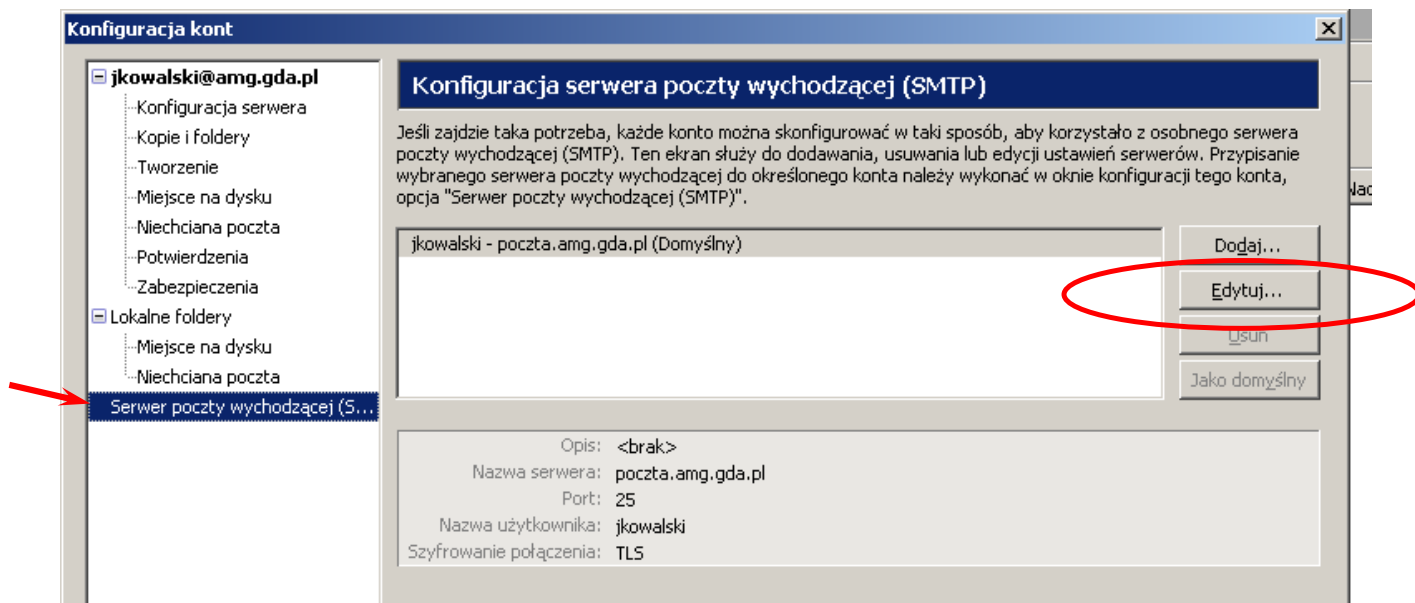 Konfiguracja kont
jkowalski@amg.gda.pl
Konfiguracja serwera
Kopie i foldery
Tworzenie
Miejsce na dysku
Niechciana poczta
Potwierdzenia
Zabezpieczenia
Lokalne foldery
Miejsce na dysku
Niechciana poczta
Serwer poczty wychodzącej (S...
Konfiguracja serwera poczty wychodzącej (SMTP)
Jeśli zajdzie taka potrzeba, każde konto można skonfigurować w taki sposób, aby korzystało z osobnego serwera
poczty wychodzącej (SMTP). Ten ekran służy do dodawania, usuwania lub edycji ustawień serwerów. Przypisanie
wybranego serwera poczty wychodzącej do określonego konta należy wykonać w oknie konfiguracji tego konta,
opcja "Serwer poczty wychodzącej (SMTP)".
jkowalski - poczta.amg.gda.pl (Domyślny)
Dodaj...
Edytuj...
Usuń
Jako domyślny
Opis: <brak>
Nazwa serwera: poczta.amg.gda.pl
Port: 25
Nazwa użytkownika: jkowalski
Szyfrowanie połączenia: TLS